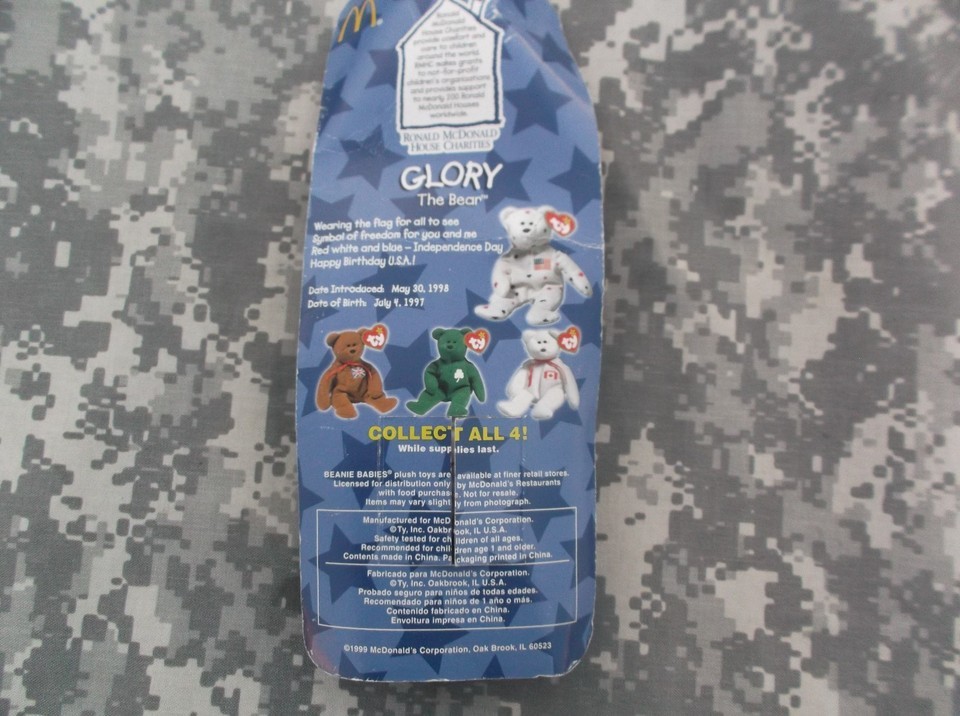 Ronald
McDonald
House Charities
provide comfort and
care to children
around the world.
RMHC makes grants
to not-for-profit
children's organizations
and provides support
to nearly 200 Ronald
McDonald Houses
worldwide.
RONALD MCDONALD
HOUSE CHARITIES
GLORY
The Bear™
Wearing the flag for all to see
Symbol of freedom for you and me
Red white and blue – Independence Day
Happy Birthday U.S.A.!
Date Introduced: May 30, 1998
Date of Birth: July 4, 1997
ty
ty
ty
ty
COLLECT ALL 4!
While supplies last.
BEANIE BABIES® plush toys are available at finer retail stores.
Licensed for distribution only by McDonald's Restaurants
with food purchase. Not for resale.
Items may vary slightly from photograph.
Manufactured for McDonald's Corporation.
©Ty, Inc. Oakbrook, IL U.S.A.
Safety tested for children of all ages.
Recommended for children age 1 and older.
Contents made in China. Packaging printed in China.
Fabricado para McDonald's Corporation.
©Ty, Inc. Oakbrook, IL U.S.A.
Probado seguro para niños de todas edades.
Recomendado para niños de 1 año o más.
Contenido fabricado en China.
Envoltura impresa en China.
©1999 McDonald's Corporation, Oak Brook, IL 60523